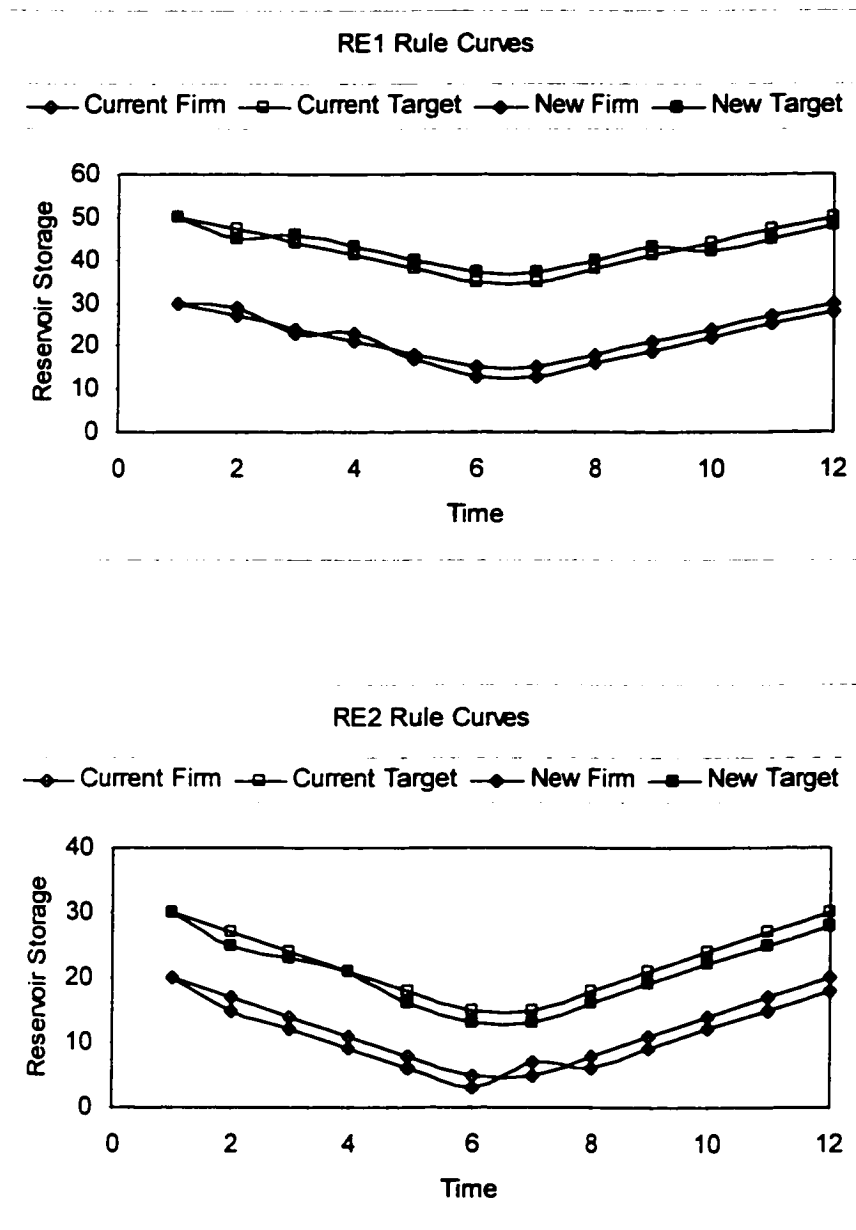 RE1 Rule Curves
Current Firm Current Target New Firm New Target
60
50
40
30
20
10
0
Reservoir Storage
0 2 4 6 8 10 12
Time
RE2 Rule Curves
Current Firm Current Target New Firm New Target
40
30
20
10
0
Reservoir Storage
0 2 4 6 8 10 12
Time